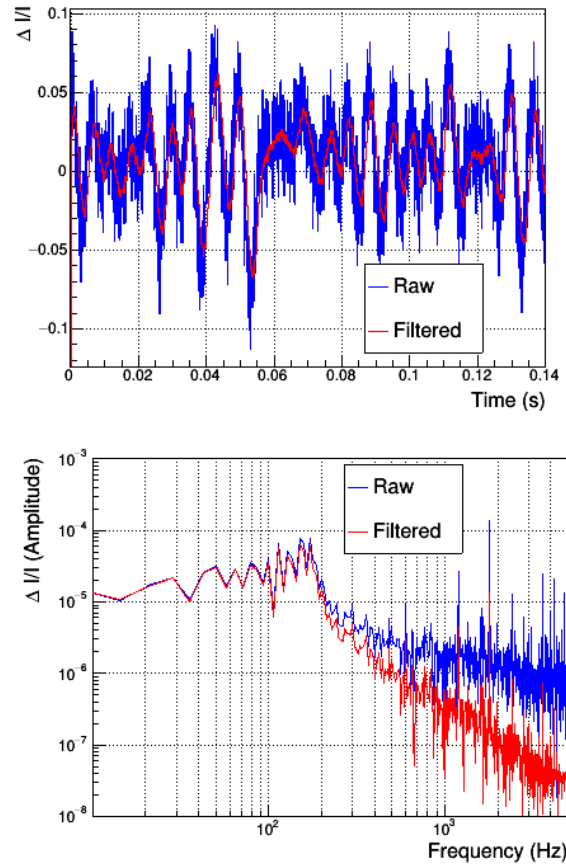 Δ I/I
0.1
0.05
0
−0.05
−0.1
Raw
Filtered
0 0.02 0.04 0.06 0.08 0.1 0.12 0.14
Time (s)
Δ I/I (Amplitude)
10⁻³
10⁻⁴
10⁻⁵
10⁻⁶
10⁻⁷
10⁻⁸
Raw
Filtered
10² 10³
Frequency (Hz)